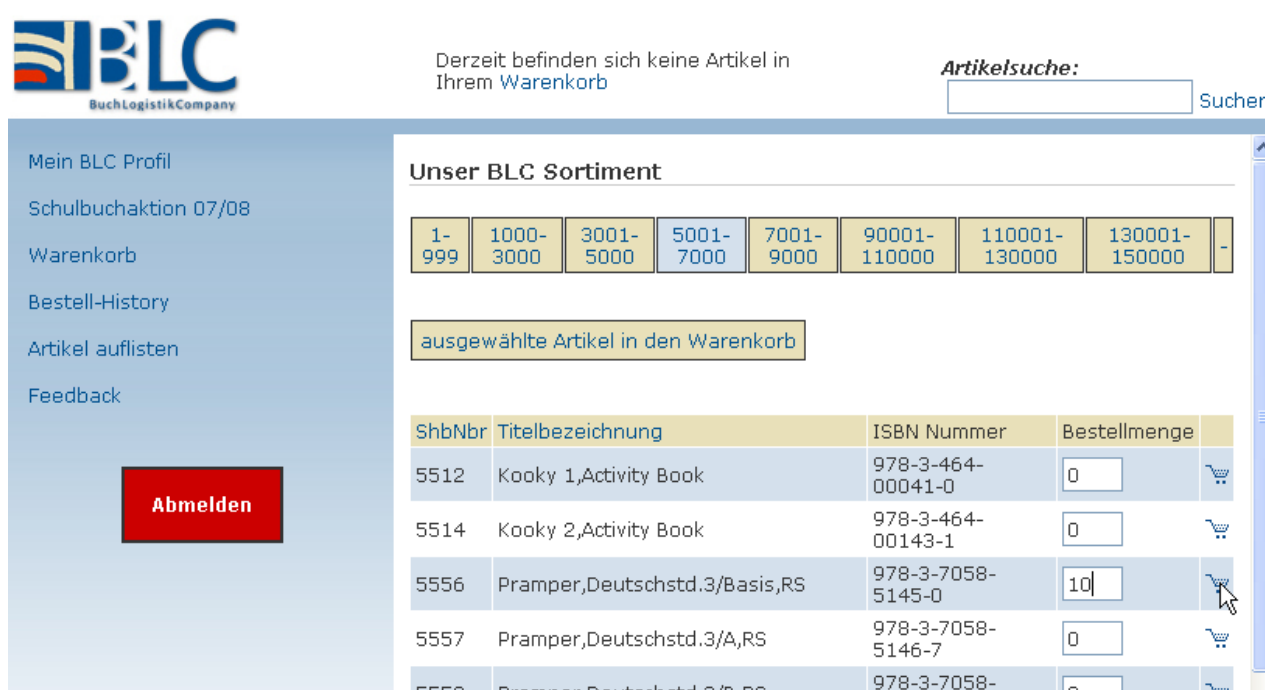 BLC
BuchLogistikCompany
Derzeit befinden sich keine Artikel in
Ihrem Warenkorb
Artikelsuche:
Mein BLC Profil
Schulbuchaktion 07/08
Warenkorb
Bestell-History
Artikel auflisten
Feedback
Abmelden
Unser BLC Sortiment
1-
999
1000-
3000
3001-
5000
5001-
7000
7001-
9000
90001-
110000
110001-
130000
130001-
150000
-
ausgewählte Artikel in den Warenkorb
ShbNbr Titelbezeichnung ISBN Nummer Bestellmenge
5512 Kooky 1,Activity Book 978-3-464-
00041-0 0
5514 Kooky 2,Activity Book 978-3-464-
00143-1 0
5556 Pramper,Deutschstd.3/Basis,RS 978-3-7058-
5145-0 10
5557 Pramper,Deutschstd.3/A,RS 978-3-7058-
5146-7 0
978-3-7058-